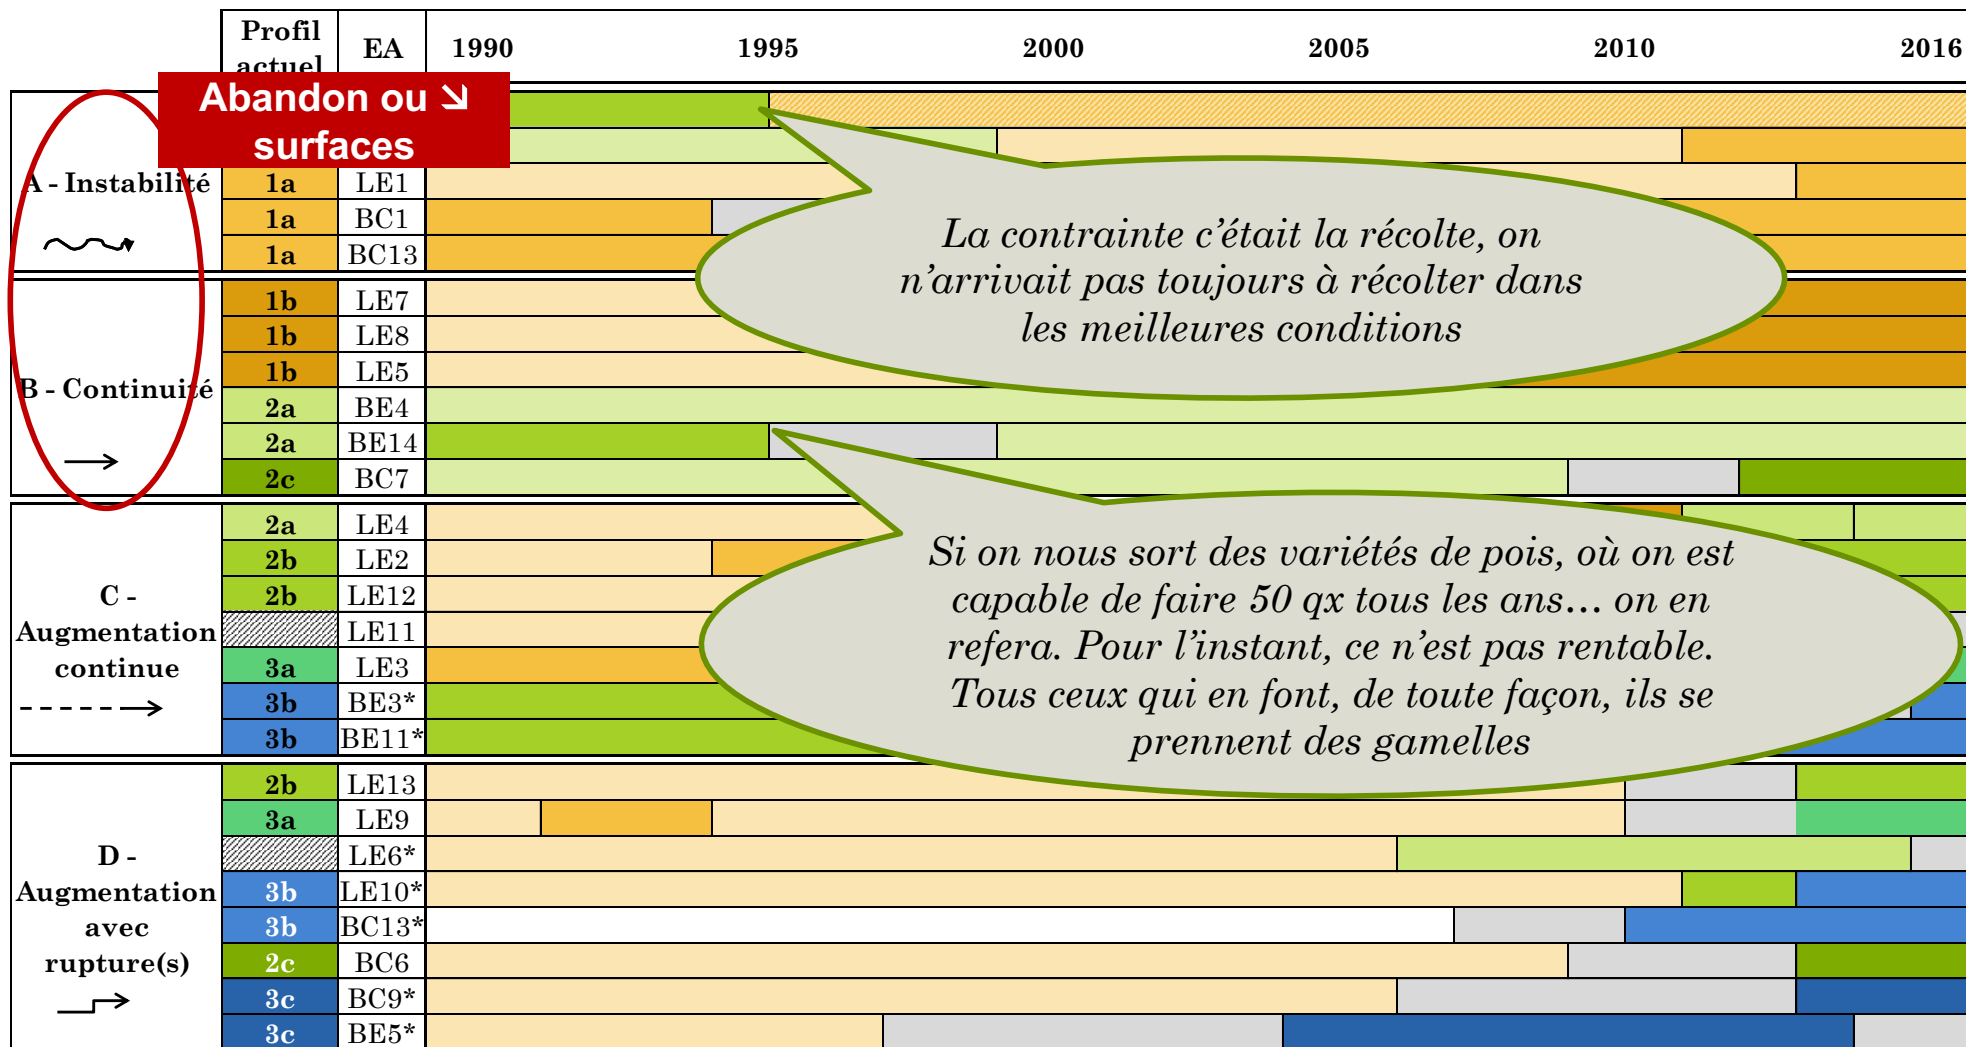 Profil
actuel
EA
1990
1995
2000
2005
2010
2016
Abandon ou ↘
surfaces
A - Instabilité
1a
LE1
1a
BC1
1a
BC13
La contrainte c'était la récolte, on
n'arrivait pas toujours à récolter dans
les meilleures conditions
B - Continuité
1b
LE7
1b
LE8
1b
LE5
2a
BE4
2a
BE14
2c
BC7
C -
Augmentation
continue
2a
LE4
2b
LE2
2b
LE12
LE11
3a
LE3
3b
BE3*
3b
BE11*
Si on nous sort des variétés de pois, où on est
capable de faire 50 qx tous les ans… on en
refera. Pour l'instant, ce n'est pas rentable.
Tous ceux qui en font, de toute façon, ils se
prennent des gamelles
D -
Augmentation
avec
rupture(s)
2b
LE13
3a
LE9
LE6*
3b
LE10*
3b
BC13*
2c
BC6
3c
BC9*
3c
BE5*